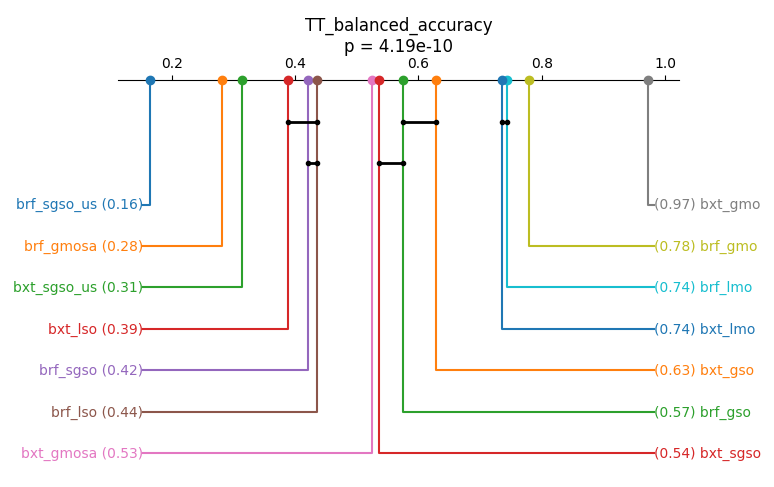 TT_balanced_accuracy
p = 4.19e-10
0.2 0.4 0.6 0.8 1.0
brf_sgso_us (0.16) (0.97) bxt_gmo
brf_gmosa (0.28) (0.78) brf_gmo
bxt_sgso_us (0.31) (0.74) brf_lmo
bxt_lso (0.39) (0.74) bxt_lmo
brf_sgso (0.42) (0.63) bxt_gso
brf_lso (0.44) (0.57) brf_gso
bxt_gmosa (0.53) (0.54) bxt_sgso